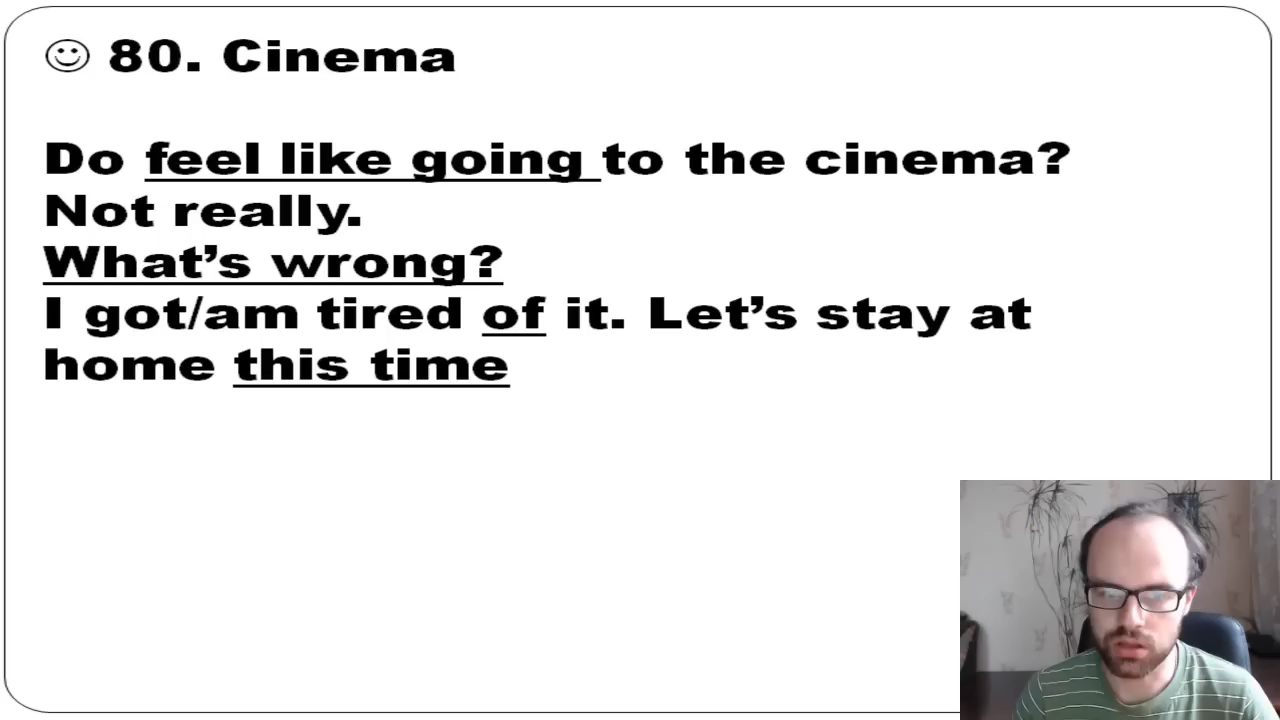 ☺ 80. Cinema
Do feel like going to the cinema?
Not really.
What’s wrong?
I got/am tired of it. Let’s stay at
home this time